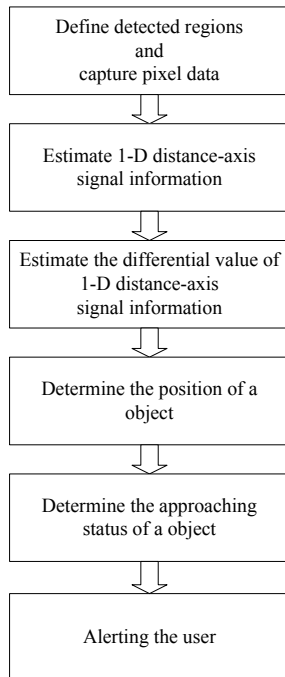 Define detected regions
and
capture pixel data
Estimate 1-D distance-axis
signal information
Estimate the differential value of
1-D distance-axis
signal information
Determine the position of a
object
Determine the approaching
status of a object
Alerting the user